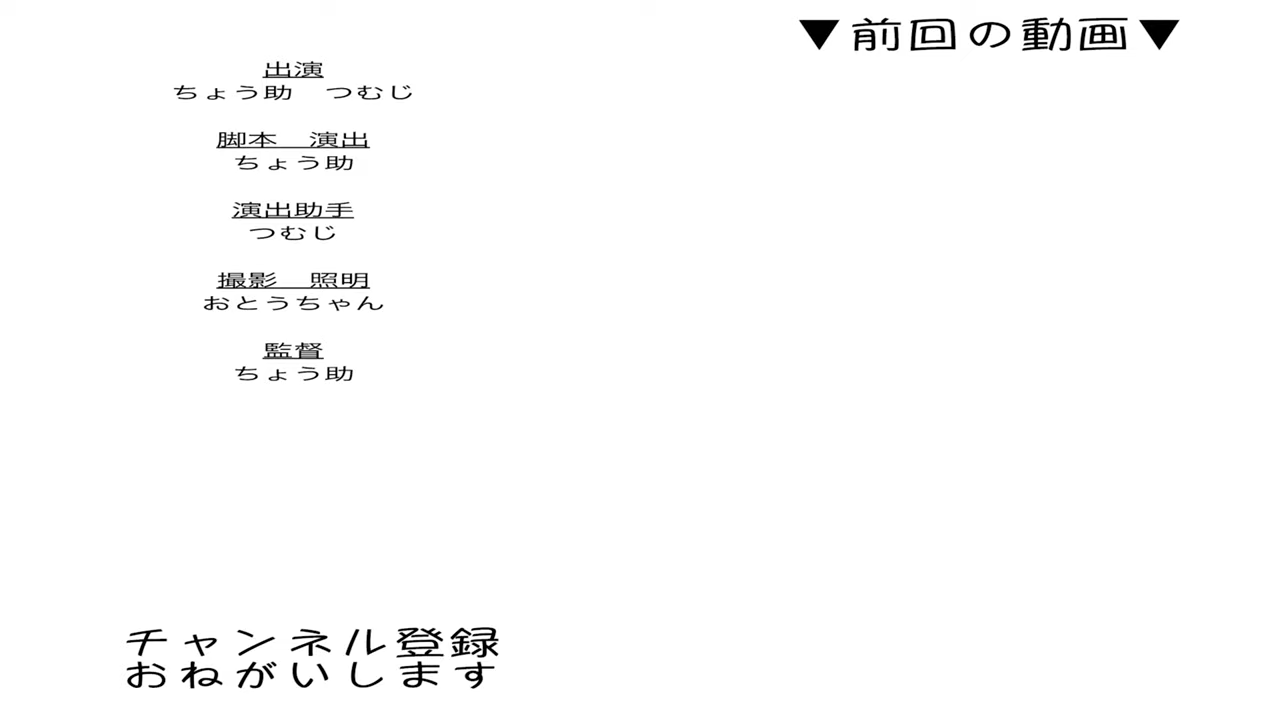 ▼前回の動画▼
出演
ちょう助　つむじ
脚本　演出
ちょう助
演出助手
つむじ
撮影　照明
おとうちゃん
監督
ちょう助
チャンネル登録
おねがいします